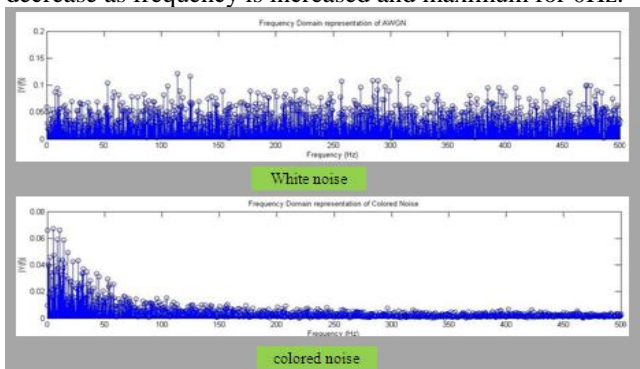 decrease as frequency is increased and maximum for 0Hz.
Frequency Domain representation of AWGN
0.2
0.15
0.1
0.05
0
|Y(f)|
0 50 100 150 200 250 300 350 400 450 500
Frequency (Hz)
White noise
Frequency Domain representation of Colored Noise
0.08
0.06
0.04
0.02
0
|Y(f)|
0 50 100 150 200 250 300 350 400 450 500
Frequency (Hz)
colored noise